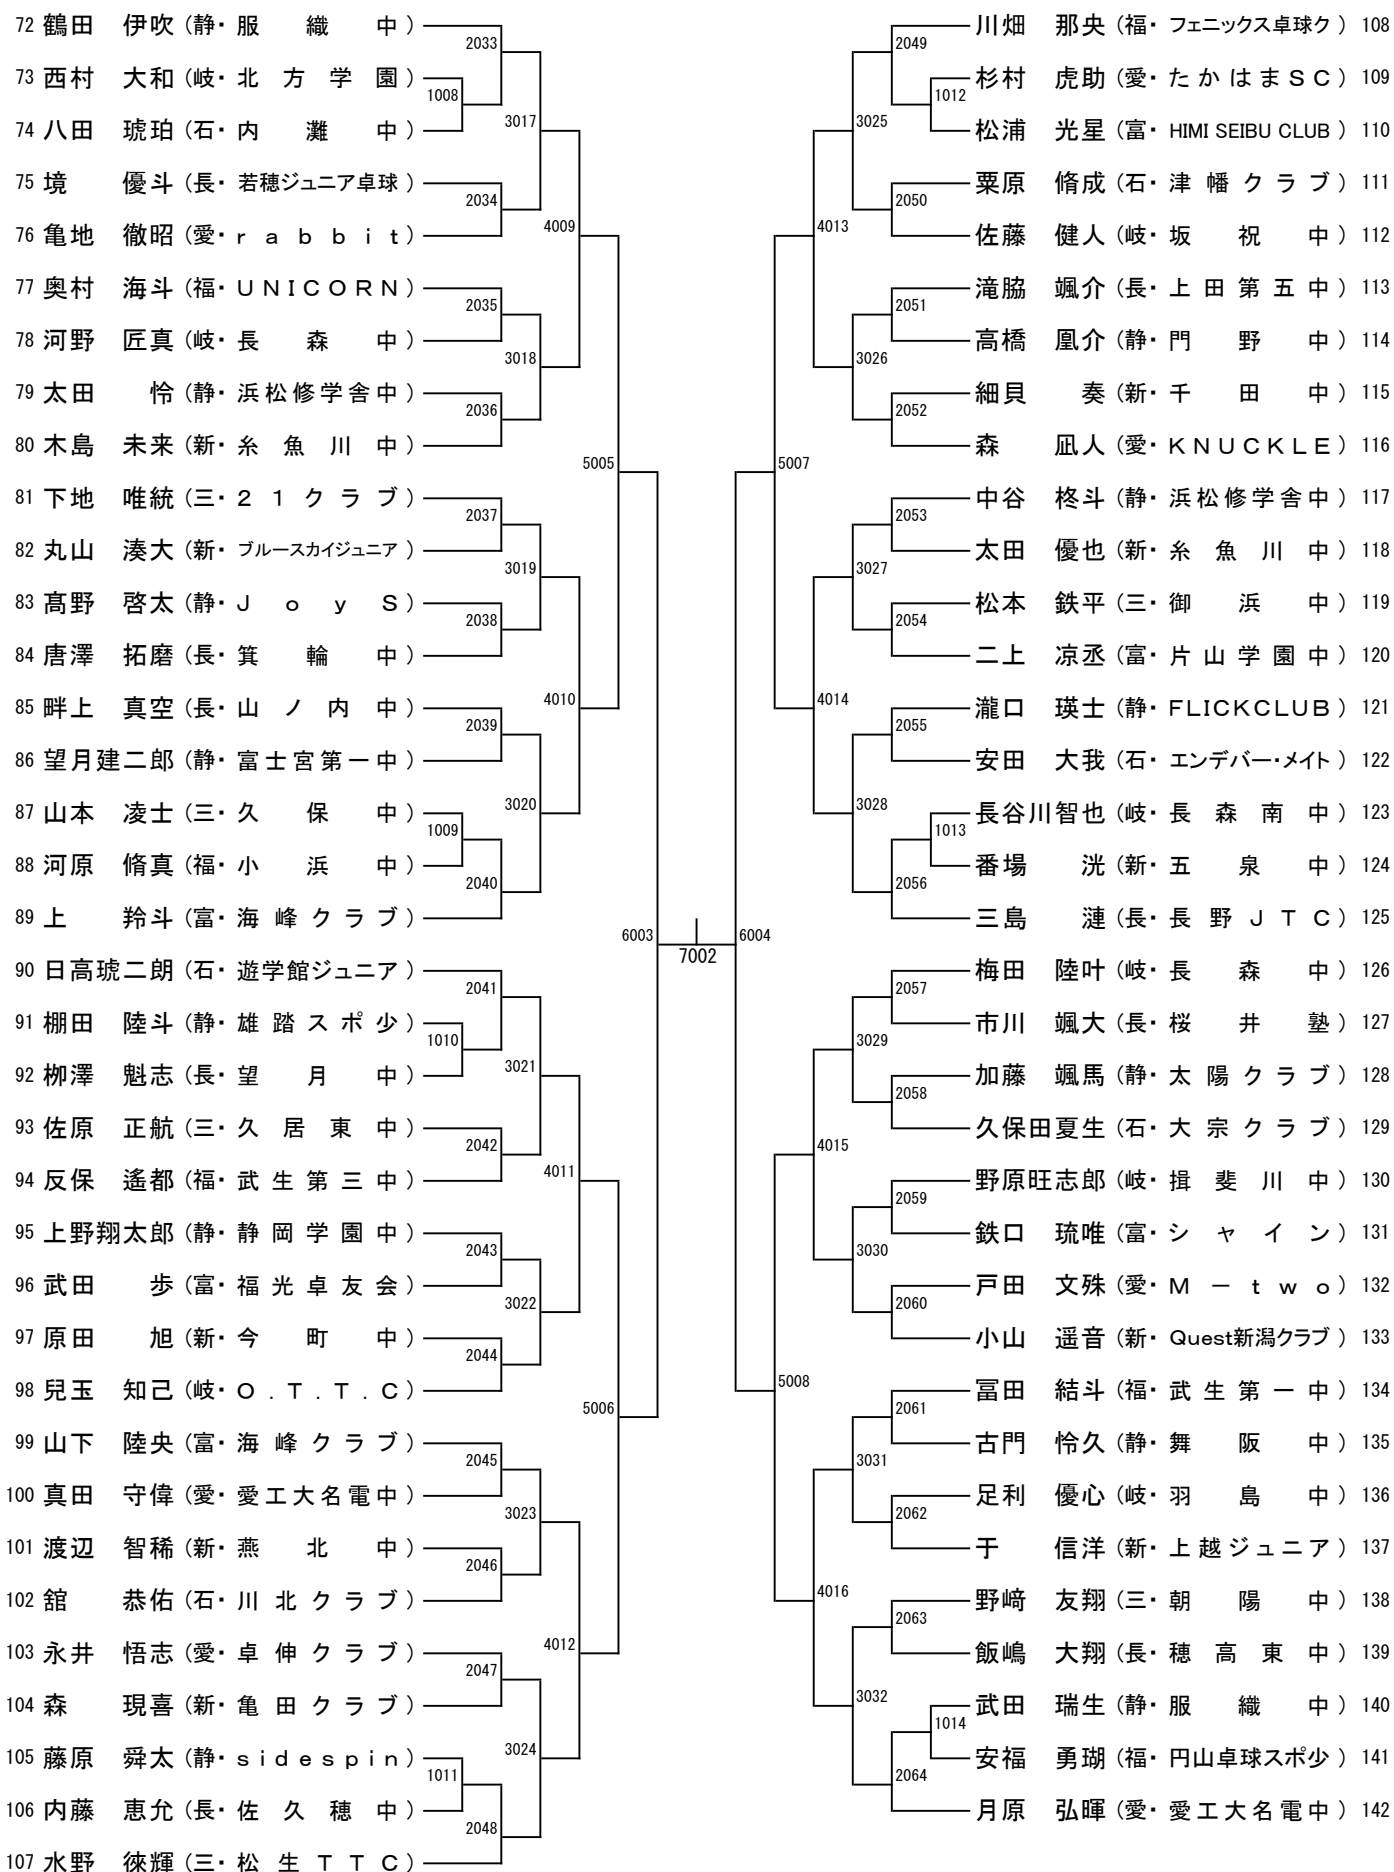 72 鶴田 伊吹 (静・服織中)
73 西村 大和 (岐・北方学園)
74 八田 琥珀 (石・内灘中)
75 境 優斗 (長・若穂ジュニア卓球)
76 亀地 徹昭 (愛・rabbit)
77 奥村 海斗 (福・UNICORN)
78 河野 匠真 (岐・長森中)
79 太田 怜 (静・浜松修学舎中)
80 木島 未来 (新・糸魚川中)
81 下地 唯統 (三・21クラブ)
82 丸山 湊大 (新・ブルースカイジュニア)
83 髙野 啓太 (静・JoyS)
84 唐澤 拓磨 (長・箕輪中)
85 畔上 真空 (長・山ノ内中)
86 望月建二郎 (静・富士宮第一中)
87 山本 凌士 (三・久保中)
88 河原 脩真 (福・小浜中)
89 上 羚斗 (富・海峰クラブ)
90 日高琥二朗 (石・遊学館ジュニア)
91 棚田 陸斗 (静・雄踏スポ少)
92 栁澤 魁志 (長・望月中)
93 佐原 正航 (三・久居東中)
94 反保 遙都 (福・武生第三中)
95 上野翔太郎 (静・静岡学園中)
96 武田 歩 (富・福光卓友会)
97 原田 旭 (新・今町中)
98 兒玉 知己 (岐・O.T.T.C)
99 山下 陸央 (富・海峰クラブ)
100 真田 守偉 (愛・愛工大名電中)
101 渡辺 智稀 (新・燕北中)
102 舘 恭佑 (石・川北クラブ)
103 永井 悟志 (愛・卓伸クラブ)
104 森 現喜 (新・亀田クラブ)
105 藤原 舜太 (静・sidespin)
106 内藤 恵允 (長・佐久穂中)
107 水野 徠輝 (三・松生TTC)
2033
1008
3017
2034
4009
2035
3018
2036
5005
2037
3019
2038
4010
2039
3020
1009
2040
6003
2041
1010
3021
2042
4011
2043
3022
2044
5006
2045
3023
2046
4012
2047
3024
1011
2048
7002
6004
2049
1012
3025
2050
4013
2051
3026
2052
5007
2053
3027
2054
4014
2055
3028
1013
2056
2057
3029
2058
4015
2059
3030
2060
5008
2061
3031
2062
4016
2063
3032
1014
2064
川畑 那央 (福・フェニックス卓球ク) 108
杉村 虎助 (愛・たかはまSC) 109
松浦 光星 (富・HIMI SEIBU CLUB) 110
粟原 脩成 (石・津幡クラブ) 111
佐藤 健人 (岐・坂祝中) 112
滝脇 颯介 (長・上田第五中) 113
高橋 凰介 (静・門野中) 114
細貝 奏 (新・千田中) 115
森 凪人 (愛・KNUCKLE) 116
中谷 柊斗 (静・浜松修学舎中) 117
太田 優也 (新・糸魚川中) 118
松本 鉄平 (三・御浜中) 119
二上 凉丞 (富・片山学園中) 120
瀧口 瑛士 (静・FLICKCLUB) 121
安田 大我 (石・エンデバー・メイト) 122
長谷川智也 (岐・長森南中) 123
番場 洸 (新・五泉中) 124
三島 漣 (長・長野JTC) 125
梅田 陸叶 (岐・長森中) 126
市川 颯大 (長・桜井塾) 127
加藤 颯馬 (静・太陽クラブ) 128
久保田夏生 (石・大宗クラブ) 129
野原旺志郎 (岐・揖斐川中) 130
鉄口 琉唯 (富・シャイン) 131
戸田 文殊 (愛・M－two) 132
小山 遥音 (新・Quest新潟クラブ) 133
冨田 結斗 (福・武生第一中) 134
古門 怜久 (静・舞阪中) 135
足利 優心 (岐・羽島中) 136
于 信洋 (新・上越ジュニア) 137
野﨑 友翔 (三・朝陽中) 138
飯嶋 大翔 (長・穂高東中) 139
武田 瑞生 (静・服織中) 140
安福 勇瑚 (福・円山卓球スポ少) 141
月原 弘暉 (愛・愛工大名電中) 142